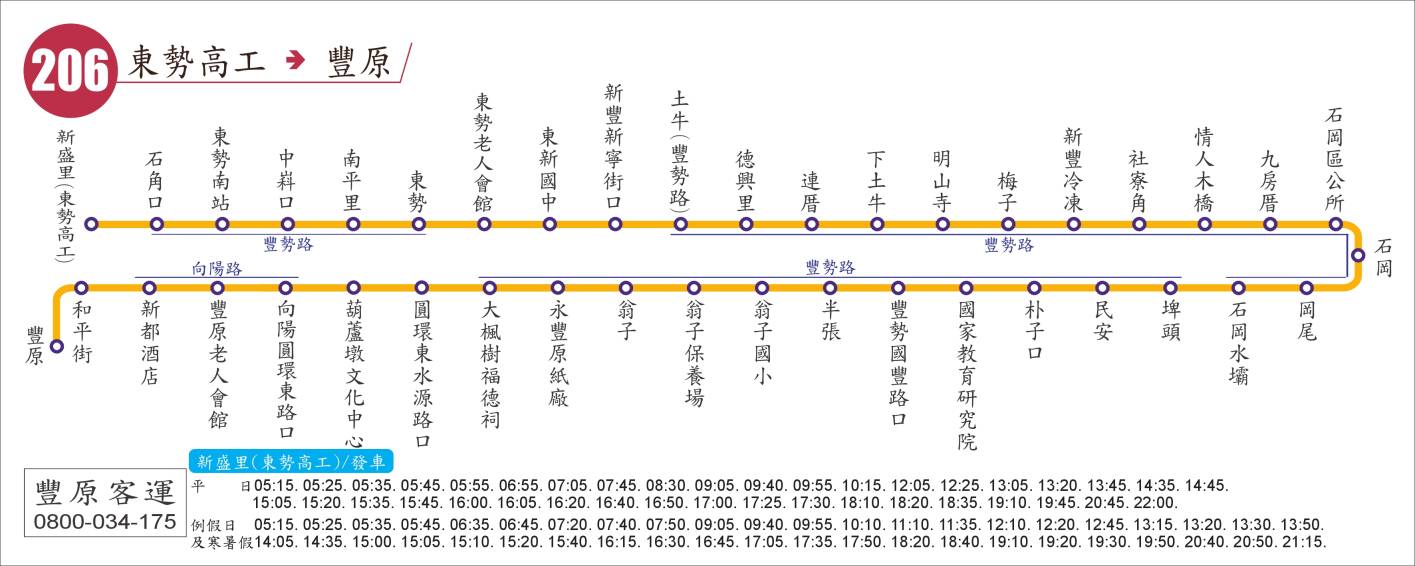 206
東勢高工 ➔ 豐原
新盛里(東勢高工)
石角口
東勢南站
中嵙口
南平里
東勢
東勢老人會館
東新國中
新豐新寧街口
土牛(豐勢路)
德興里
連厝
下土牛
明山寺
梅子
新豐冷凍
社寮角
情人木橋
九房厝
石岡區公所
豐勢路
豐勢路
石岡
向陽路
豐勢路
豐原
和平街
新都酒店
豐原老人會館
向陽圓環東路口
葫蘆墩文化中心
圓環東水源路口
大楓樹福德祠
永豐原紙廠
翁子
翁子保養場
翁子國小
半張
豐勢國豐路口
國家教育研究院
朴子口
民安
埤頭
石岡水壩
岡尾
新盛里(東勢高工)/發車
豐原客運
0800-034-175
平 日05:15. 05:25. 05:35. 05:45. 05:55. 06:55. 07:05. 07:45. 08:30. 09:05. 09:40. 09:55. 10:15. 12:05. 12:25. 13:05. 13:20. 13:45. 14:35. 14:45.
15:05. 15:20. 15:35. 15:45. 16:00. 16:05. 16:20. 16:40. 16:50. 17:00. 17:25. 17:30. 18:10. 18:20. 18:35. 19:10. 19:45. 20:45. 22:00.
例假日 05:15. 05:25. 05:35. 05:45. 06:35. 06:45. 07:20. 07:40. 07:50. 09:05. 09:40. 09:55. 10:10. 11:10. 11:35. 12:10. 12:20. 12:45. 13:15. 13:20. 13:30. 13:50.
及寒暑假14:05. 14:35. 15:00. 15:05. 15:10. 15:20. 15:40. 16:15. 16:30. 16:45. 17:05. 17:35. 17:50. 18:20. 18:40. 19:10. 19:20. 19:30. 19:50. 20:40. 20:50. 21:15.